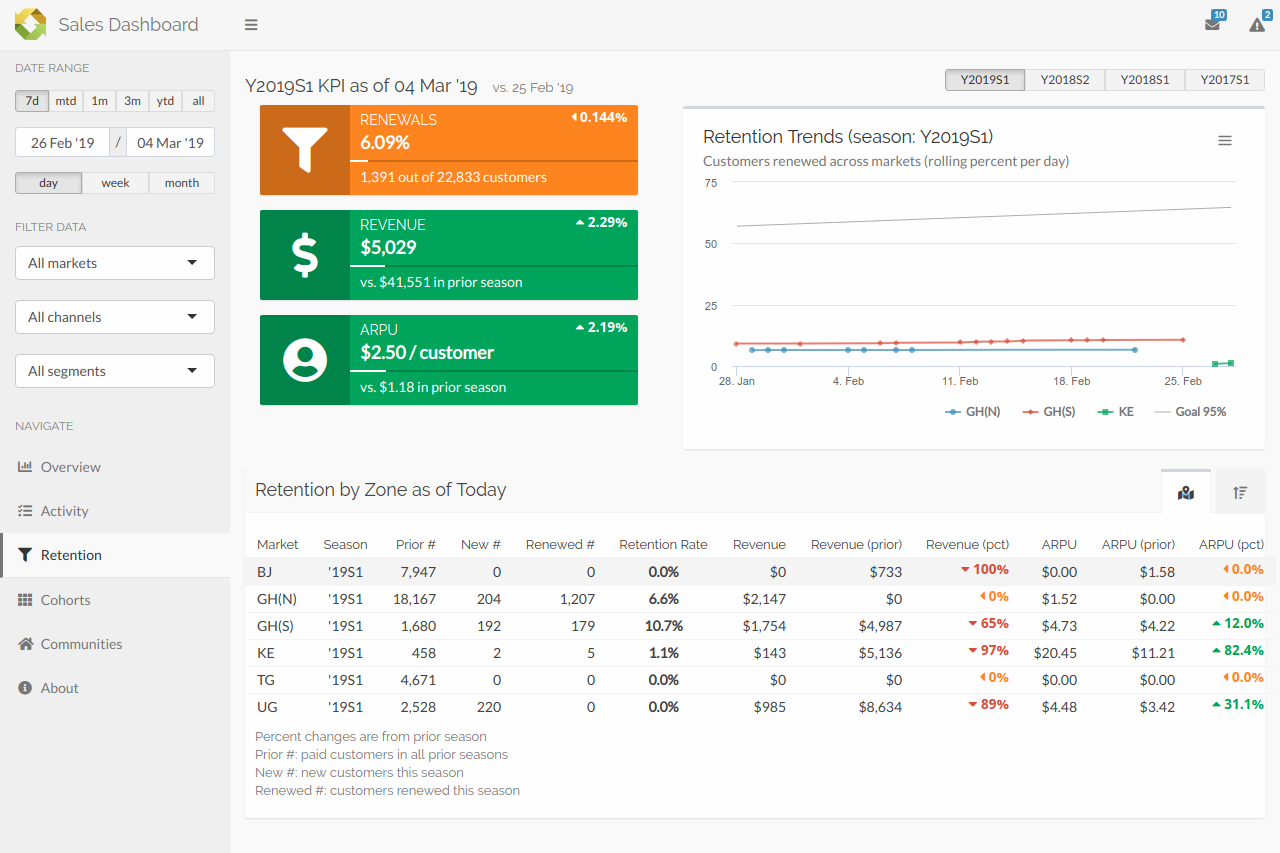 Sales Dashboard
10
2
DATE RANGE
7d mtd 1m 3m ytd all
26 Feb '19 / 04 Mar '19
day week month
FILTER DATA
All markets
All channels
All segments
NAVIGATE
Overview
Activity
Retention
Cohorts
Communities
About
Y2019S1 KPI as of 04 Mar '19 vs. 25 Feb '19
Y2019S1 Y2018S2 Y2018S1 Y2017S1
RENEWALS 0.144%
6.09%
1,391 out of 22,833 customers
REVENUE 2.29%
$5,029
vs. $41,551 in prior season
ARPU 2.19%
$2.50 / customer
vs. $1.18 in prior season
Retention Trends (season: Y2019S1)
Customers renewed across markets (rolling percent per day)
75
50
25
0
28. Jan 4. Feb 11. Feb 18. Feb 25. Feb
GH(N) GH(S) KE Goal 95%
Retention by Zone as of Today
Market Season Prior # New # Renewed # Retention Rate Revenue Revenue (prior) Revenue (pct) ARPU ARPU (prior) ARPU (pct)
BJ '19S1 7,947 0 0 0.0% $0 $733 100% $0.00 $1.58 0.0%
GH(N) '19S1 18,167 204 1,207 6.6% $2,147 $0 0% $1.52 $0.00 0.0%
GH(S) '19S1 1,680 192 179 10.7% $1,754 $4,987 65% $4.73 $4.22 12.0%
KE '19S1 458 2 5 1.1% $143 $5,136 97% $20.45 $11.21 82.4%
TG '19S1 4,671 0 0 0.0% $0 $0 0% $0.00 $0.00 0.0%
UG '19S1 2,528 220 0 0.0% $985 $8,634 89% $4.48 $3.42 31.1%
Percent changes are from prior season
Prior #: paid customers in all prior seasons
New #: new customers this season
Renewed #: customers renewed this season